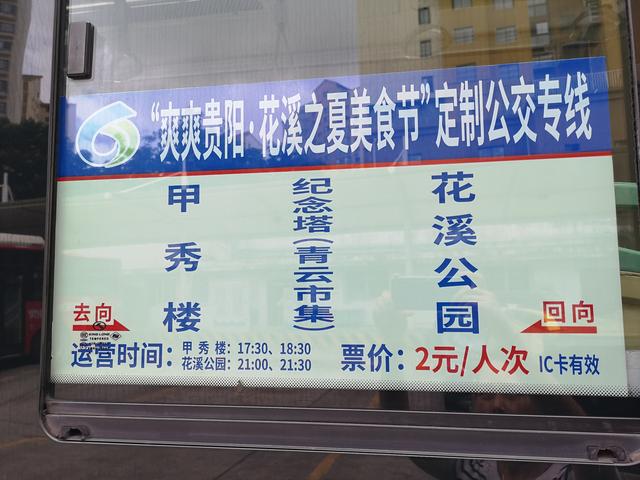 “爽爽贵阳·花溪之夏美食节”定制公交专线
甲秀楼
纪念塔(青云市集)
花溪公园
去向
回向
KING LONG
TEMPERED
运营时间：甲秀楼：17:30、18:30
花溪公园：21:00、21:30
票价：2元/人次 IC卡有效